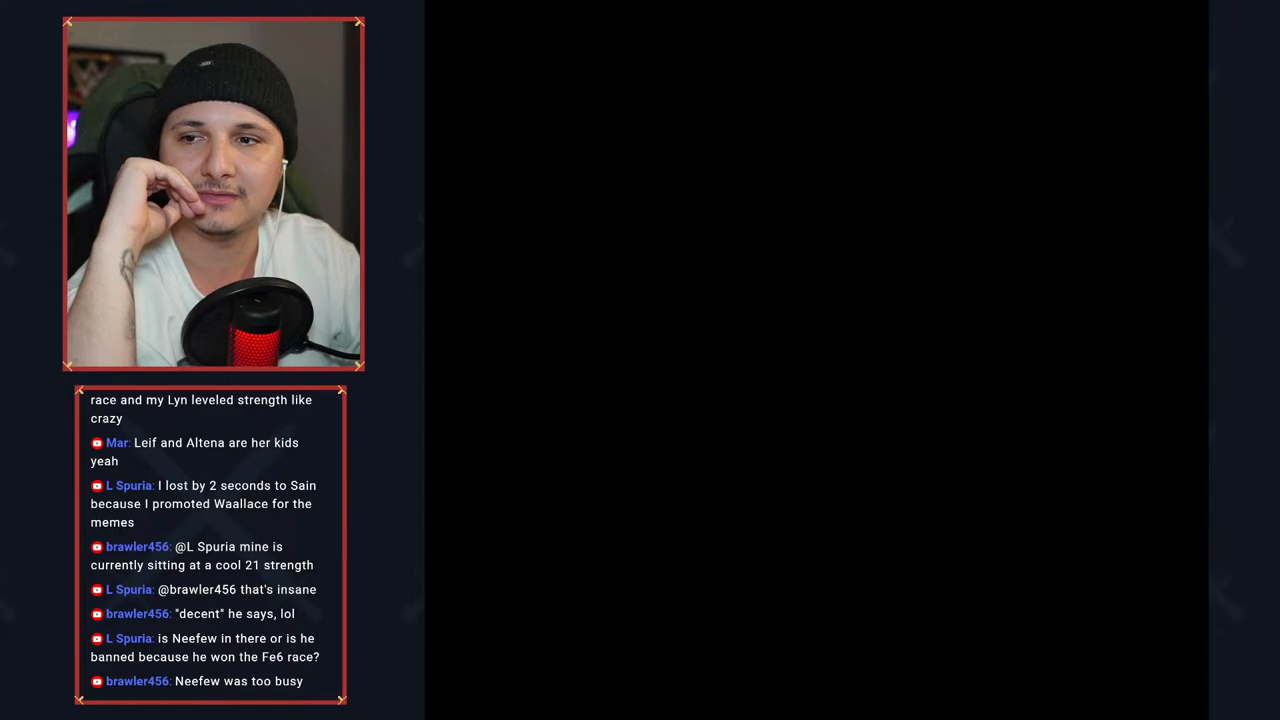 race and my Lyn leveled strength like
crazy
Mar: Leif and Altena are her kids
yeah
L Spuria: I lost by 2 seconds to Sain
because I promoted Waallace for the
memes
brawler456: @L Spuria mine is
currently sitting at a cool 21 strength
L Spuria: @brawler456 that's insane
brawler456: "decent" he says, lol
L Spuria: is Neefew in there or is he
banned because he won the Fe6 race?
brawler456: Neefew was too busy